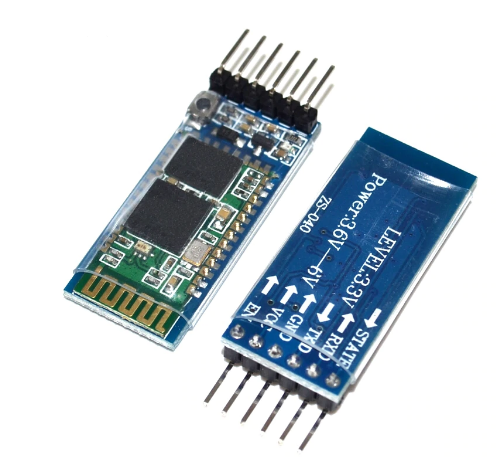 ZS-040
Power:3.6V---6V
LEVEL:3.3V
EN
VCC
GND
TXD
RXD
STATE